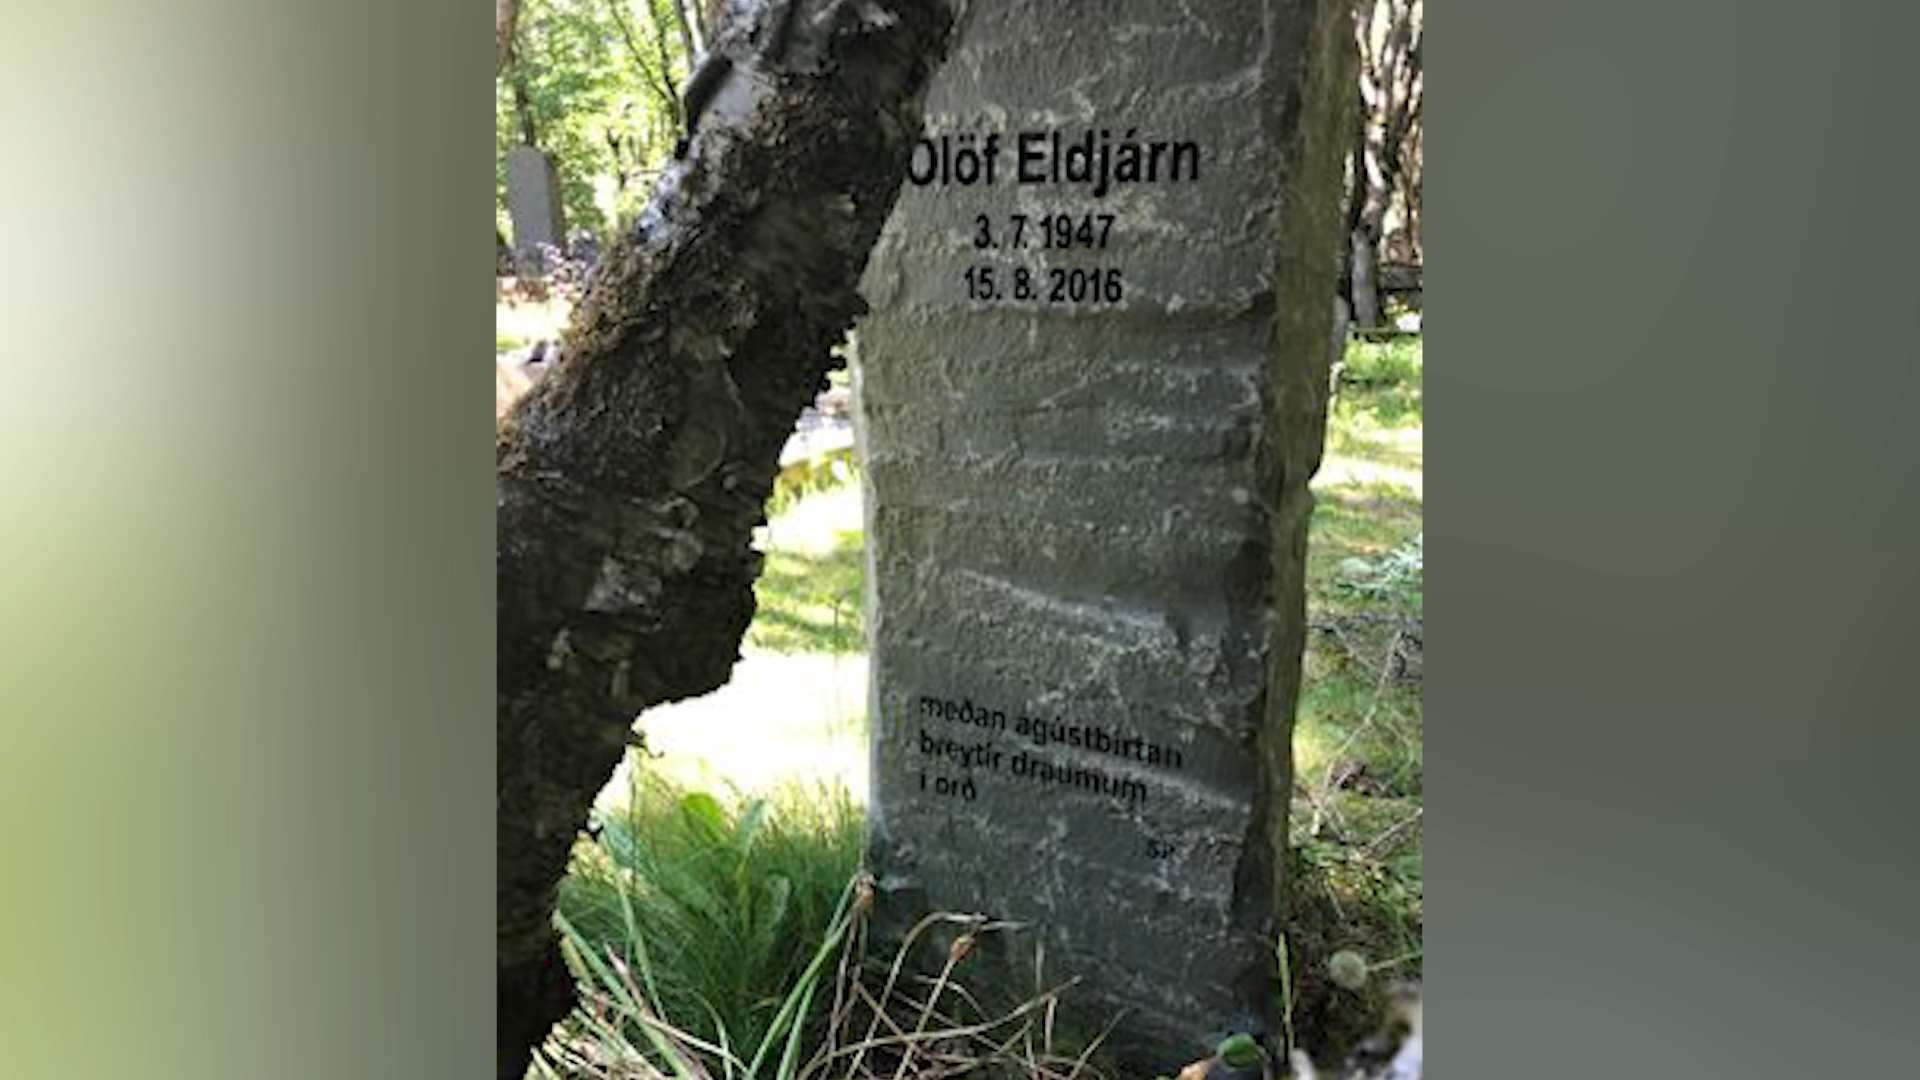 Ólöf Eldjárn
3. 7. 1947
15. 8. 2016
meðan ágústbirtan
breytir draumum
í orð
SP